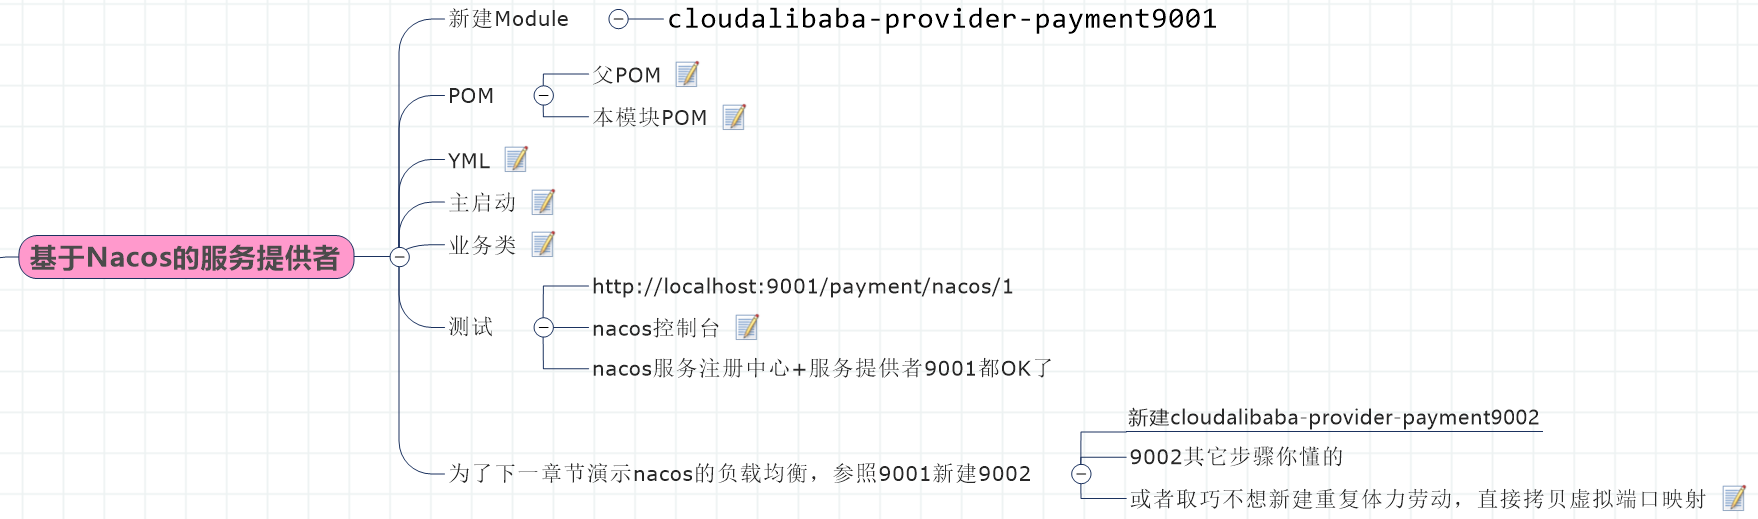 新建Module
cloudalibaba-provider-payment9001
父POM
POM
本模块POM
YML
主启动
业务类
基于Nacos的服务提供者
http://localhost:9001/payment/nacos/1
测试
nacos控制台
nacos服务注册中心+服务提供者9001都OK了
新建cloudalibaba-provider-payment9002
9002其它步骤你懂的
为了下一章节演示nacos的负载均衡，参照9001新建9002
或者取巧不想新建重复体力劳动，直接拷贝虚拟端口映射